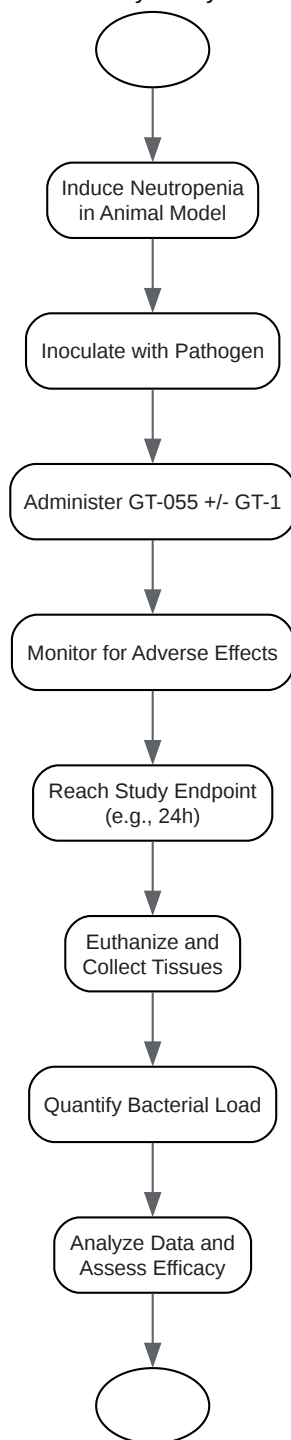 Induce Neutropenia
in Animal Model
Inoculate with Pathogen
Administer GT-055 +/- GT-1
Monitor for Adverse Effects
Reach Study Endpoint
(e.g., 24h)
Euthanize and
Collect Tissues
Quantify Bacterial Load
Analyze Data and
Assess Efficacy